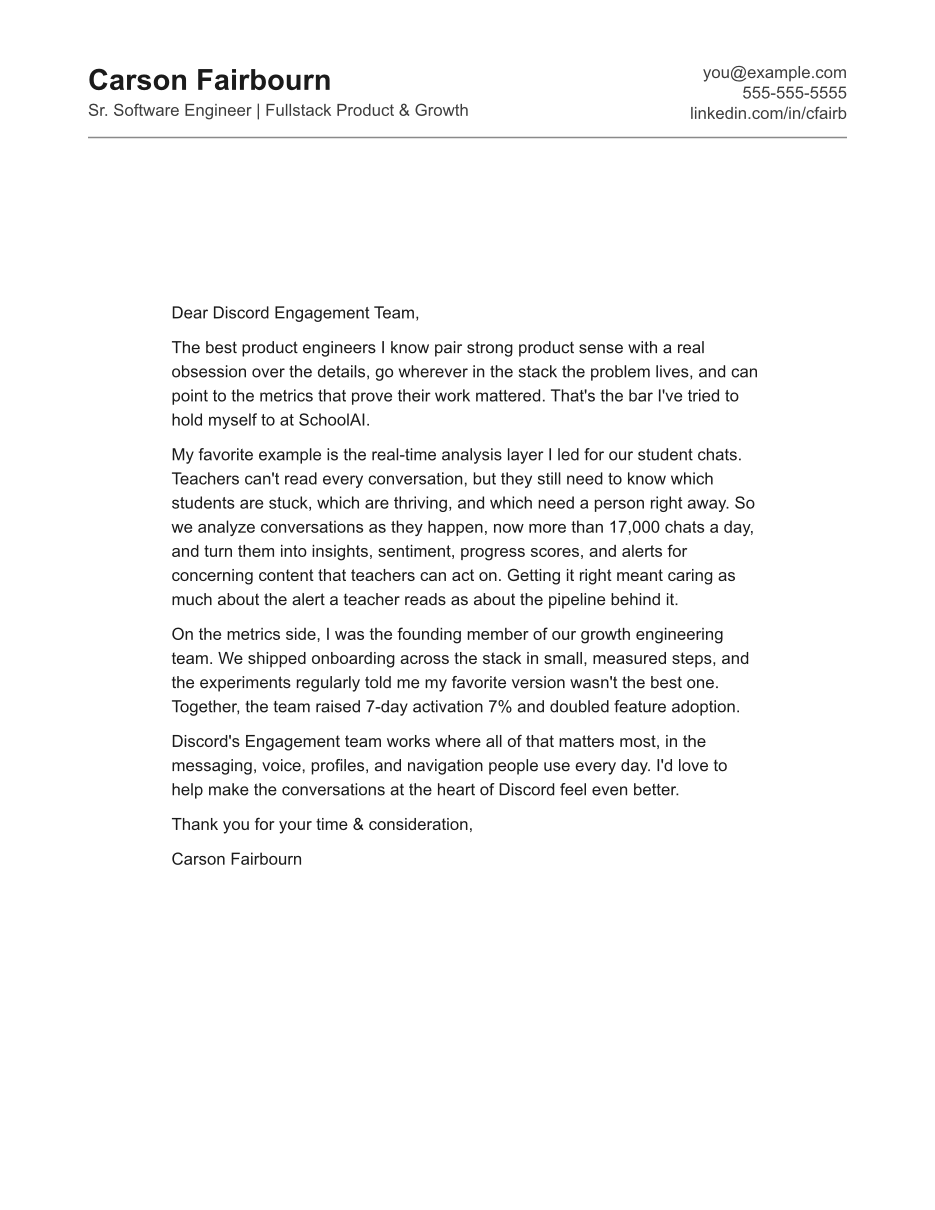 Carson Fairbourn
Sr. Software Engineer | Fullstack Product & Growth
you@example.com
555-555-5555
linkedin.com/in/cfairb
Dear Discord Engagement Team,
The best product engineers I know pair strong product sense with a real
obsession over the details, go wherever in the stack the problem lives, and can
point to the metrics that prove their work mattered. That's the bar I've tried to
hold myself to at SchoolAI.
My favorite example is the real-time analysis layer I led for our student chats.
Teachers can't read every conversation, but they still need to know which
students are stuck, which are thriving, and which need a person right away. So
we analyze conversations as they happen, now more than 17,000 chats a day,
and turn them into insights, sentiment, progress scores, and alerts for
concerning content that teachers can act on. Getting it right meant caring as
much about the alert a teacher reads as about the pipeline behind it.
On the metrics side, I was the founding member of our growth engineering
team. We shipped onboarding across the stack in small, measured steps, and
the experiments regularly told me my favorite version wasn't the best one.
Together, the team raised 7-day activation 7% and doubled feature adoption.
Discord's Engagement team works where all of that matters most, in the
messaging, voice, profiles, and navigation people use every day. I'd love to
help make the conversations at the heart of Discord feel even better.
Thank you for your time & consideration,
Carson Fairbourn